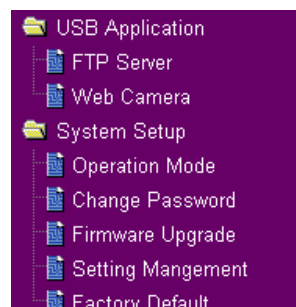 USB Application
FTP Server
Web Camera
System Setup
Operation Mode
Change Password
Firmware Upgrade
Setting Mangement
Factory Default